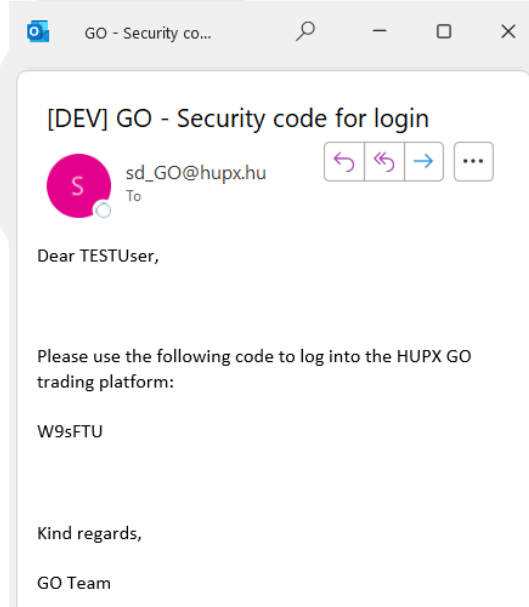 GO - Security co...
[DEV] GO - Security code for login
S
sd_GO@hupx.hu
To
Dear TESTUser,
Please use the following code to log into the HUPX GO
trading platform:
W9sFTU
Kind regards,
GO Team